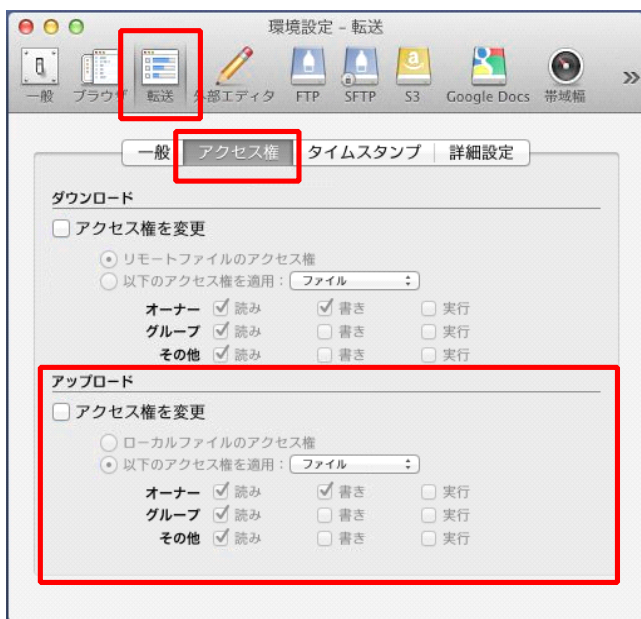 環境設定 – 転送
一般 ブラウザ 転送 外部エディタ FTP SFTP S3 Google Docs 帯域幅
一般 アクセス権 タイムスタンプ 詳細設定
ダウンロード
アクセス権を変更
リモートファイルのアクセス権
以下のアクセス権を適用： ファイル
オーナー 読み 書き 実行
グループ 読み 書き 実行
その他 読み 書き 実行
アップロード
アクセス権を変更
ローカルファイルのアクセス権
以下のアクセス権を適用： ファイル
オーナー 読み 書き 実行
グループ 読み 書き 実行
その他 読み 書き 実行